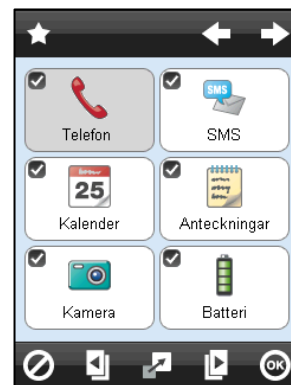 Telefon
SMS
SMS
25
Kalender
Anteckningar
Kamera
Batteri
OK